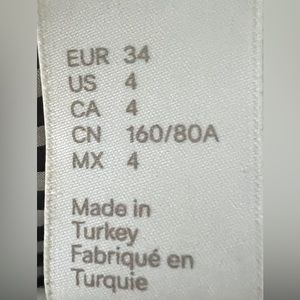 EUR 34
US 4
CA 4
CN 160/80A
MX 4
Made in
Turkey
Fabriqué en
Turquie